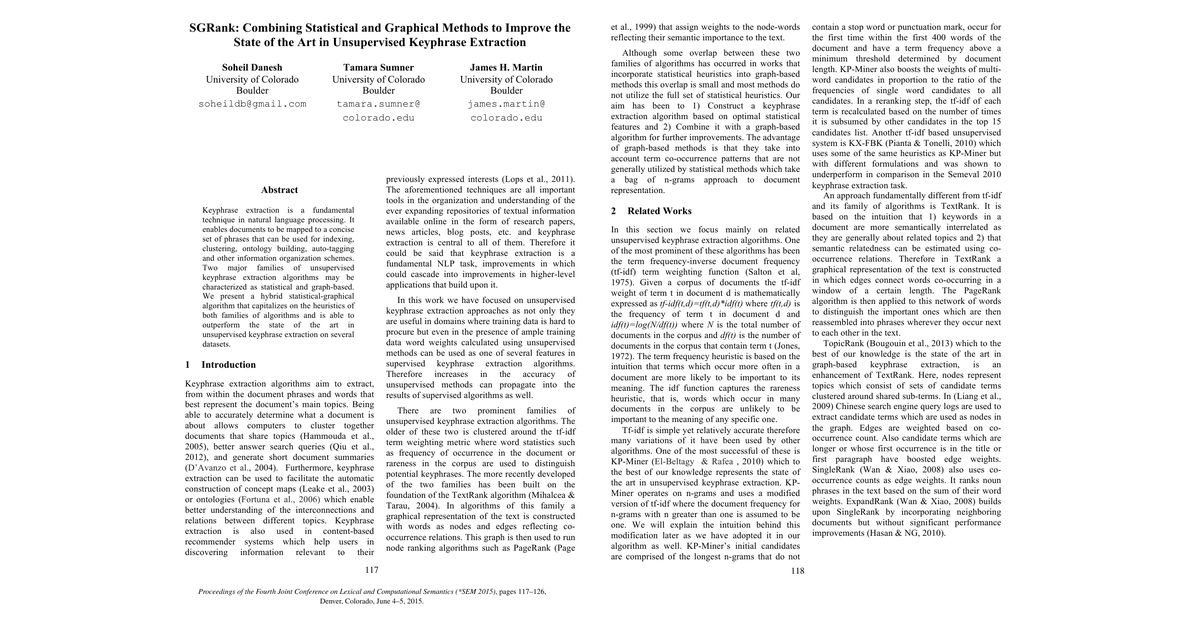 SGRank: Combining Statistical and Graphical Methods to Improve the
State of the Art in Unsupervised Keyphrase Extraction
Soheil Danesh
University of Colorado
Boulder
soheildb@gmail.com
Tamara Sumner
University of Colorado
Boulder
tamara.sumner@
colorado.edu
James H. Martin
University of Colorado
Boulder
james.martin@
colorado.edu
Abstract
Keyphrase extraction is a fundamental
technique in natural language processing. It
enables documents to be mapped to a concise
set of phrases that can be used for indexing,
clustering, ontology building, auto-tagging
and other information organization schemes.
Two major families of unsupervised
keyphrase extraction algorithms may be
characterized as statistical and graph-based.
We present a hybrid statistical-graphical
algorithm that capitalizes on the heuristics of
both families of algorithms and is able to
outperform the state of the art in
unsupervised keyphrase extraction on several
datasets.
1 Introduction
Keyphrase extraction algorithms aim to extract,
from within the document phrases and words that
best represent the document's main topics. Being
able to accurately determine what a document is
about allows computers to cluster together
documents that share topics (Hammouda et al.,
2005), better answer search queries (Qiu et al.,
2012), and generate short document summaries
(D'Avanzo et al., 2004). Furthermore, keyphrase
extraction can be used to facilitate the automatic
construction of concept maps (Leake et al., 2003)
or ontologies (Fortuna et al., 2006) which enable
better understanding of the interconnections and
relations between different topics. Keyphrase
extraction is also used in content-based
recommender systems which help users in
discovering information relevant to their
previously expressed interests (Lops et al., 2011).
The aforementioned techniques are all important
tools in the organization and understanding of the
ever expanding repositories of textual information
available online in the form of research papers,
news articles, blog posts, etc. and keyphrase
extraction is central to all of them. Therefore it
could be said that keyphrase extraction is a
fundamental NLP task, improvements in which
could cascade into improvements in higher-level
applications that build upon it.
In this work we have focused on unsupervised
keyphrase extraction approaches as not only they
are useful in domains where training data is hard to
procure but even in the presence of ample training
data word weights calculated using unsupervised
methods can be used as one of several features in
supervised keyphrase extraction algorithms.
Therefore increases in the accuracy of
unsupervised methods can propagate into the
results of supervised algorithms as well.
There are two prominent families of
unsupervised keyphrase extraction algorithms. The
older of these two is clustered around the tf-idf
term weighting metric where word statistics such
as frequency of occurrence in the document or
rareness in the corpus are used to distinguish
potential keyphrases. The more recently developed
of the two families has been built on the
foundation of the TextRank algorithm (Mihalcea &
Tarau, 2004). In algorithms of this family a
graphical representation of the text is constructed
with words as nodes and edges reflecting co-
occurrence relations. This graph is then used to run
node ranking algorithms such as PageRank (Page
117
Proceedings of the Fourth Joint Conference on Lexical and Computational Semantics (*SEM 2015), pages 117–126,
Denver, Colorado, June 4–5, 2015.
et al., 1999) that assign weights to the node-words
reflecting their semantic importance to the text.
Although some overlap between these two
families of algorithms has occurred in works that
incorporate statistical heuristics into graph-based
methods this overlap is small and most methods do
not utilize the full set of statistical heuristics. Our
aim has been to 1) Construct a keyphrase
extraction algorithm based on optimal statistical
features and 2) Combine it with a graph-based
algorithm for further improvements. The advantage
of graph-based methods is that they take into
account term co-occurrence patterns that are not
generally utilized by statistical methods which take
a bag of n-grams approach to document
representation.
2 Related Works
In this section we focus mainly on related
unsupervised keyphrase extraction algorithms. One
of the most prominent of these algorithms has been
the term frequency-inverse document frequency
(tf-idf) term weighting function (Salton et al,
1975). Given a corpus of documents the tf-idf
weight of term t in document d is mathematically
expressed as tf-idf(t,d)=tf(t,d)*idf(t) where tf(t,d) is
the frequency of term t in document d and
idf(t)=log(N/df(t)) where N is the total number of
documents in the corpus and df(t) is the number of
documents in the corpus that contain term t (Jones,
1972). The term frequency heuristic is based on the
intuition that terms which occur more often in a
document are more likely to be important to its
meaning. The idf function captures the rareness
heuristic, that is, words which occur in many
documents in the corpus are unlikely to be
important to the meaning of any specific one.
Tf-idf is simple yet relatively accurate therefore
many variations of it have been used by other
algorithms. One of the most successful of these is
KP-Miner (El-Beltagy & Rafea , 2010) which to
the best of our knowledge represents the state of
the art in unsupervised keyphrase extraction. KP-
Miner operates on n-grams and uses a modified
version of tf-idf where the document frequency for
n-grams with n greater than one is assumed to be
one. We will explain the intuition behind this
modification later as we have adopted it in our
algorithm as well. KP-Miner's initial candidates
are comprised of the longest n-grams that do not
contain a stop word or punctuation mark, occur for
the first time within the first 400 words of the
document and have a term frequency above a
minimum threshold determined by document
length. KP-Miner also boosts the weights of multi-
word candidates in proportion to the ratio of the
frequencies of single word candidates to all
candidates. In a reranking step, the tf-idf of each
term is recalculated based on the number of times
it is subsumed by other candidates in the top 15
candidates list. Another tf-idf based unsupervised
system is KX-FBK (Pianta & Tonelli, 2010) which
uses some of the same heuristics as KP-Miner but
with different formulations and was shown to
underperform in comparison in the Semeval 2010
keyphrase extraction task.
An approach fundamentally different from tf-idf
and its family of algorithms is TextRank. It is
based on the intuition that 1) keywords in a
document are more semantically interrelated as
they are generally about related topics and 2) that
semantic relatedness can be estimated using co-
occurrence relations. Therefore in TextRank a
graphical representation of the text is constructed
in which edges connect words co-occurring in a
window of a certain length. The PageRank
algorithm is then applied to this network of words
to distinguish the important ones which are then
reassembled into phrases wherever they occur next
to each other in the text.
TopicRank (Bougouin et al., 2013) which to the
best of our knowledge is the state of the art in
graph-based keyphrase extraction, is an
enhancement of TextRank. Here, nodes represent
topics which consist of sets of candidate terms
clustered around shared sub-terms. In (Liang et al.,
2009) Chinese search engine query logs are used to
extract candidate terms which are used as nodes in
the graph. Edges are weighted based on co-
occurrence count. Also candidate terms which are
longer or whose first occurrence is in the title or
first paragraph have boosted edge weights.
SingleRank (Wan & Xiao, 2008) also uses co-
occurrence counts as edge weights. It ranks noun
phrases in the text based on the sum of their word
weights. ExpandRank (Wan & Xiao, 2008) builds
upon SingleRank by incorporating neighboring
documents but without significant performance
improvements (Hasan & NG, 2010).
118